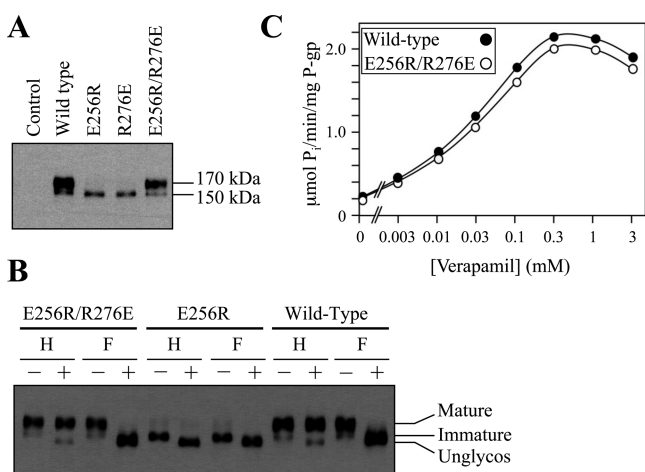 A
Control
Wild type
E256R
R276E
E256R/R276E
170 kDa
150 kDa
C
Wild-type
E256R/R276E
μmol Pi/min/mg P-gp
2.0
1.0
0
0 0.003 0.01 0.03 0.1 0.3 1 3
[Verapamil] (mM)
B
E256R/R276E E256R Wild-Type
H F H F H F
− + − + − + − + − + − +
Mature
Immature
Unglycos